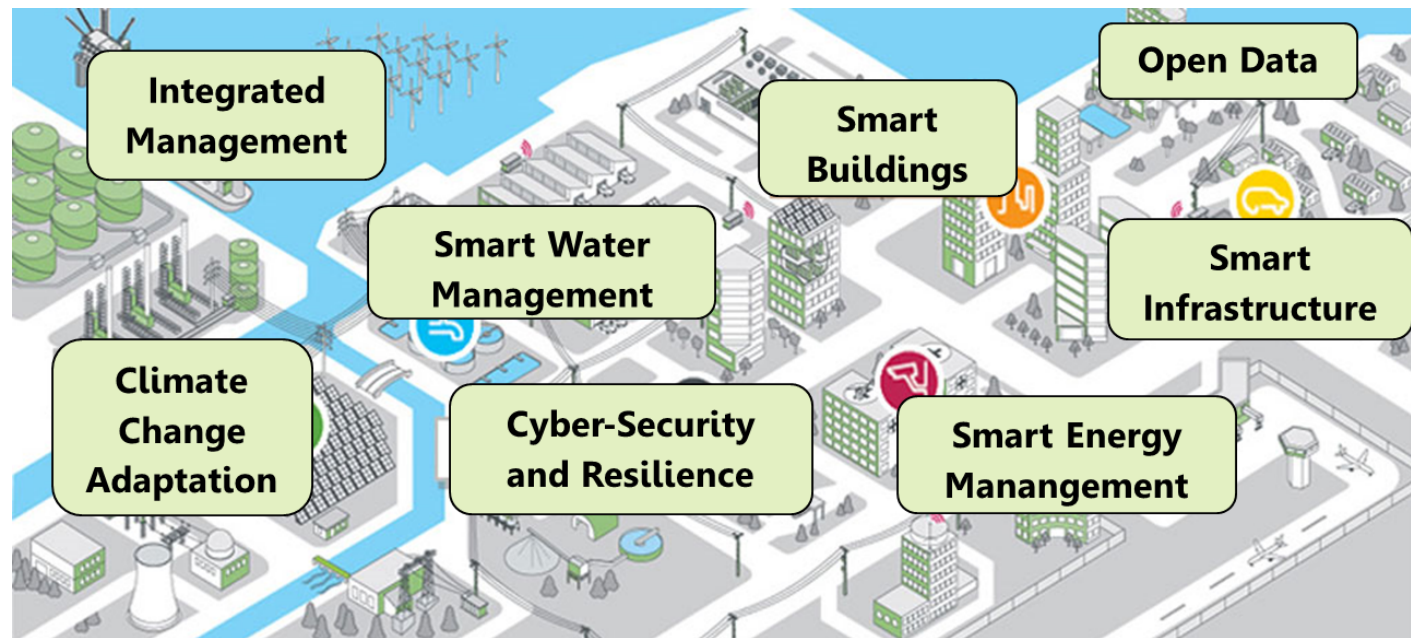 Integrated
Management
Open Data
Smart
Buildings
Smart Water
Management
Smart
Infrastructure
Climate
Change
Adaptation
Cyber-Security
and Resilience
Smart Energy
Manangement